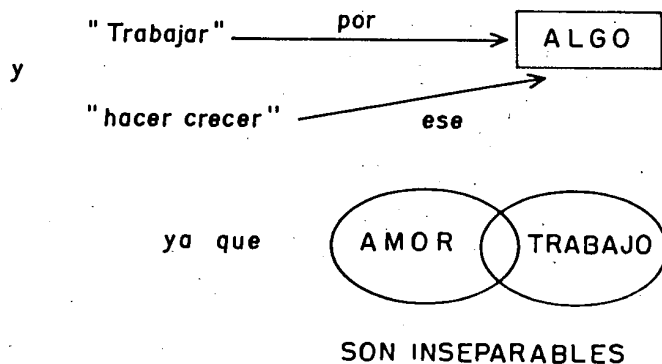 "Trabajar" por ALGO
y
"hacer crecer" ese
ya que AMOR TRABAJO
SON INSEPARABLES